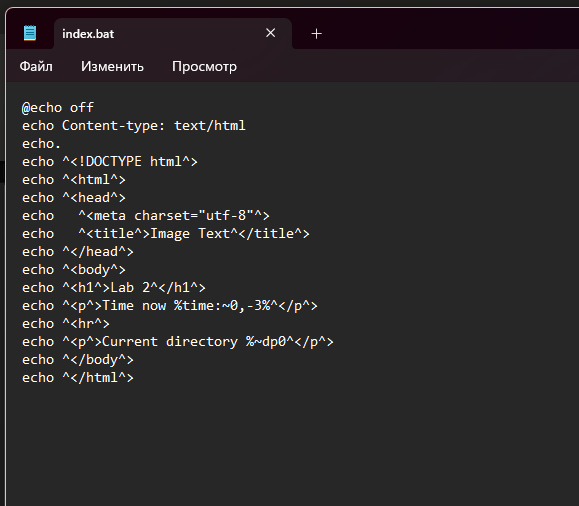 index.bat
Файл Изменить Просмотр
@echo off
echo Content-type: text/html
echo.
echo ^<!DOCTYPE html^>
echo ^<html^>
echo ^<head^>
echo   ^<meta charset="utf-8"^>
echo   ^<title^>Image Text^</title^>
echo ^</head^>
echo ^<body^>
echo ^<h1^>Lab 2^</h1^>
echo ^<p^>Time now %time:~0,-3%^</p^>
echo ^<hr^>
echo ^<p^>Current directory %~dp0^</p^>
echo ^</body^>
echo ^</html^>